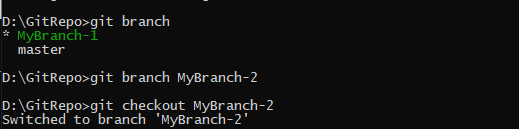 D:\GitRepo>git branch
* MyBranch-1
  master
D:\GitRepo>git branch MyBranch-2
D:\GitRepo>git checkout MyBranch-2
Switched to branch 'MyBranch-2'